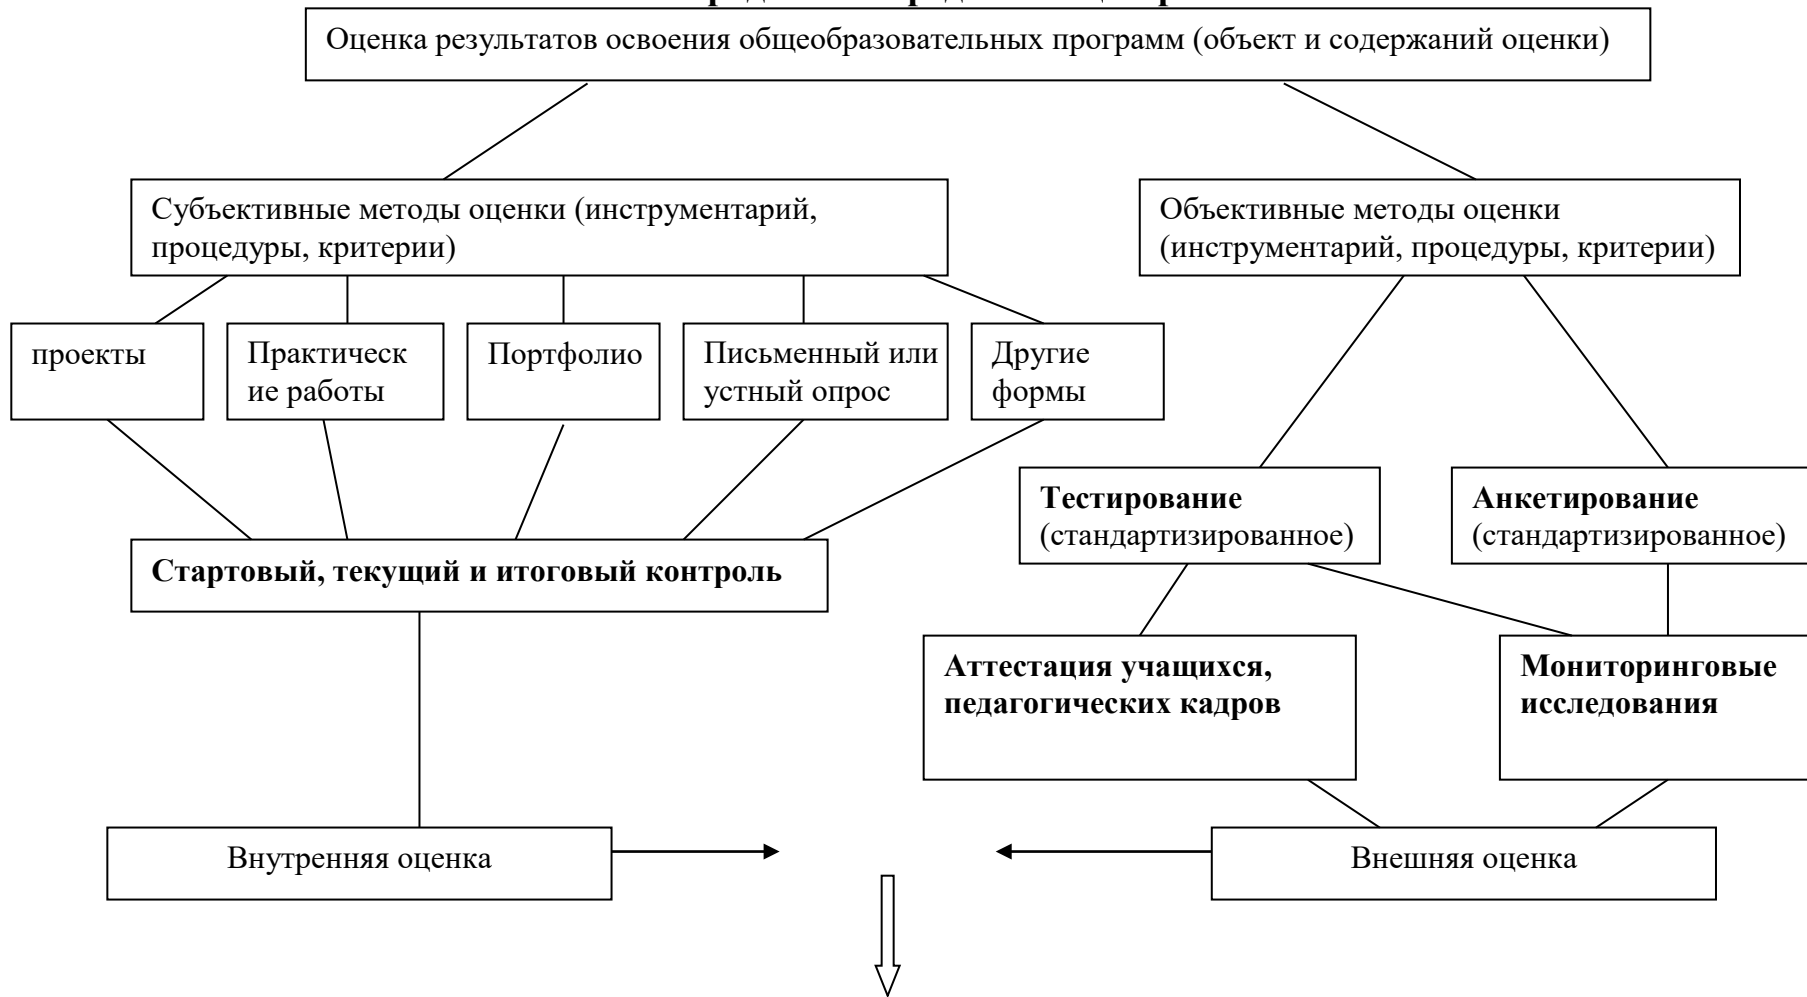 Оценка результатов освоения общеобразовательных программ (объект и содержаний оценки)
Субъективные методы оценки (инструментарий,
процедуры, критерии)
Объективные методы оценки
(инструментарий, процедуры, критерии)
проекты
Практическ
ие работы
Портфолио
Письменный или
устный опрос
Другие
формы
Тестирование
(стандартизированное)
Анкетирование
(стандартизированное)
Стартовый, текущий и итоговый контроль
Аттестация учащихся,
педагогических кадров
Мониторинговые
исследования
Внутренняя оценка
Внешняя оценка